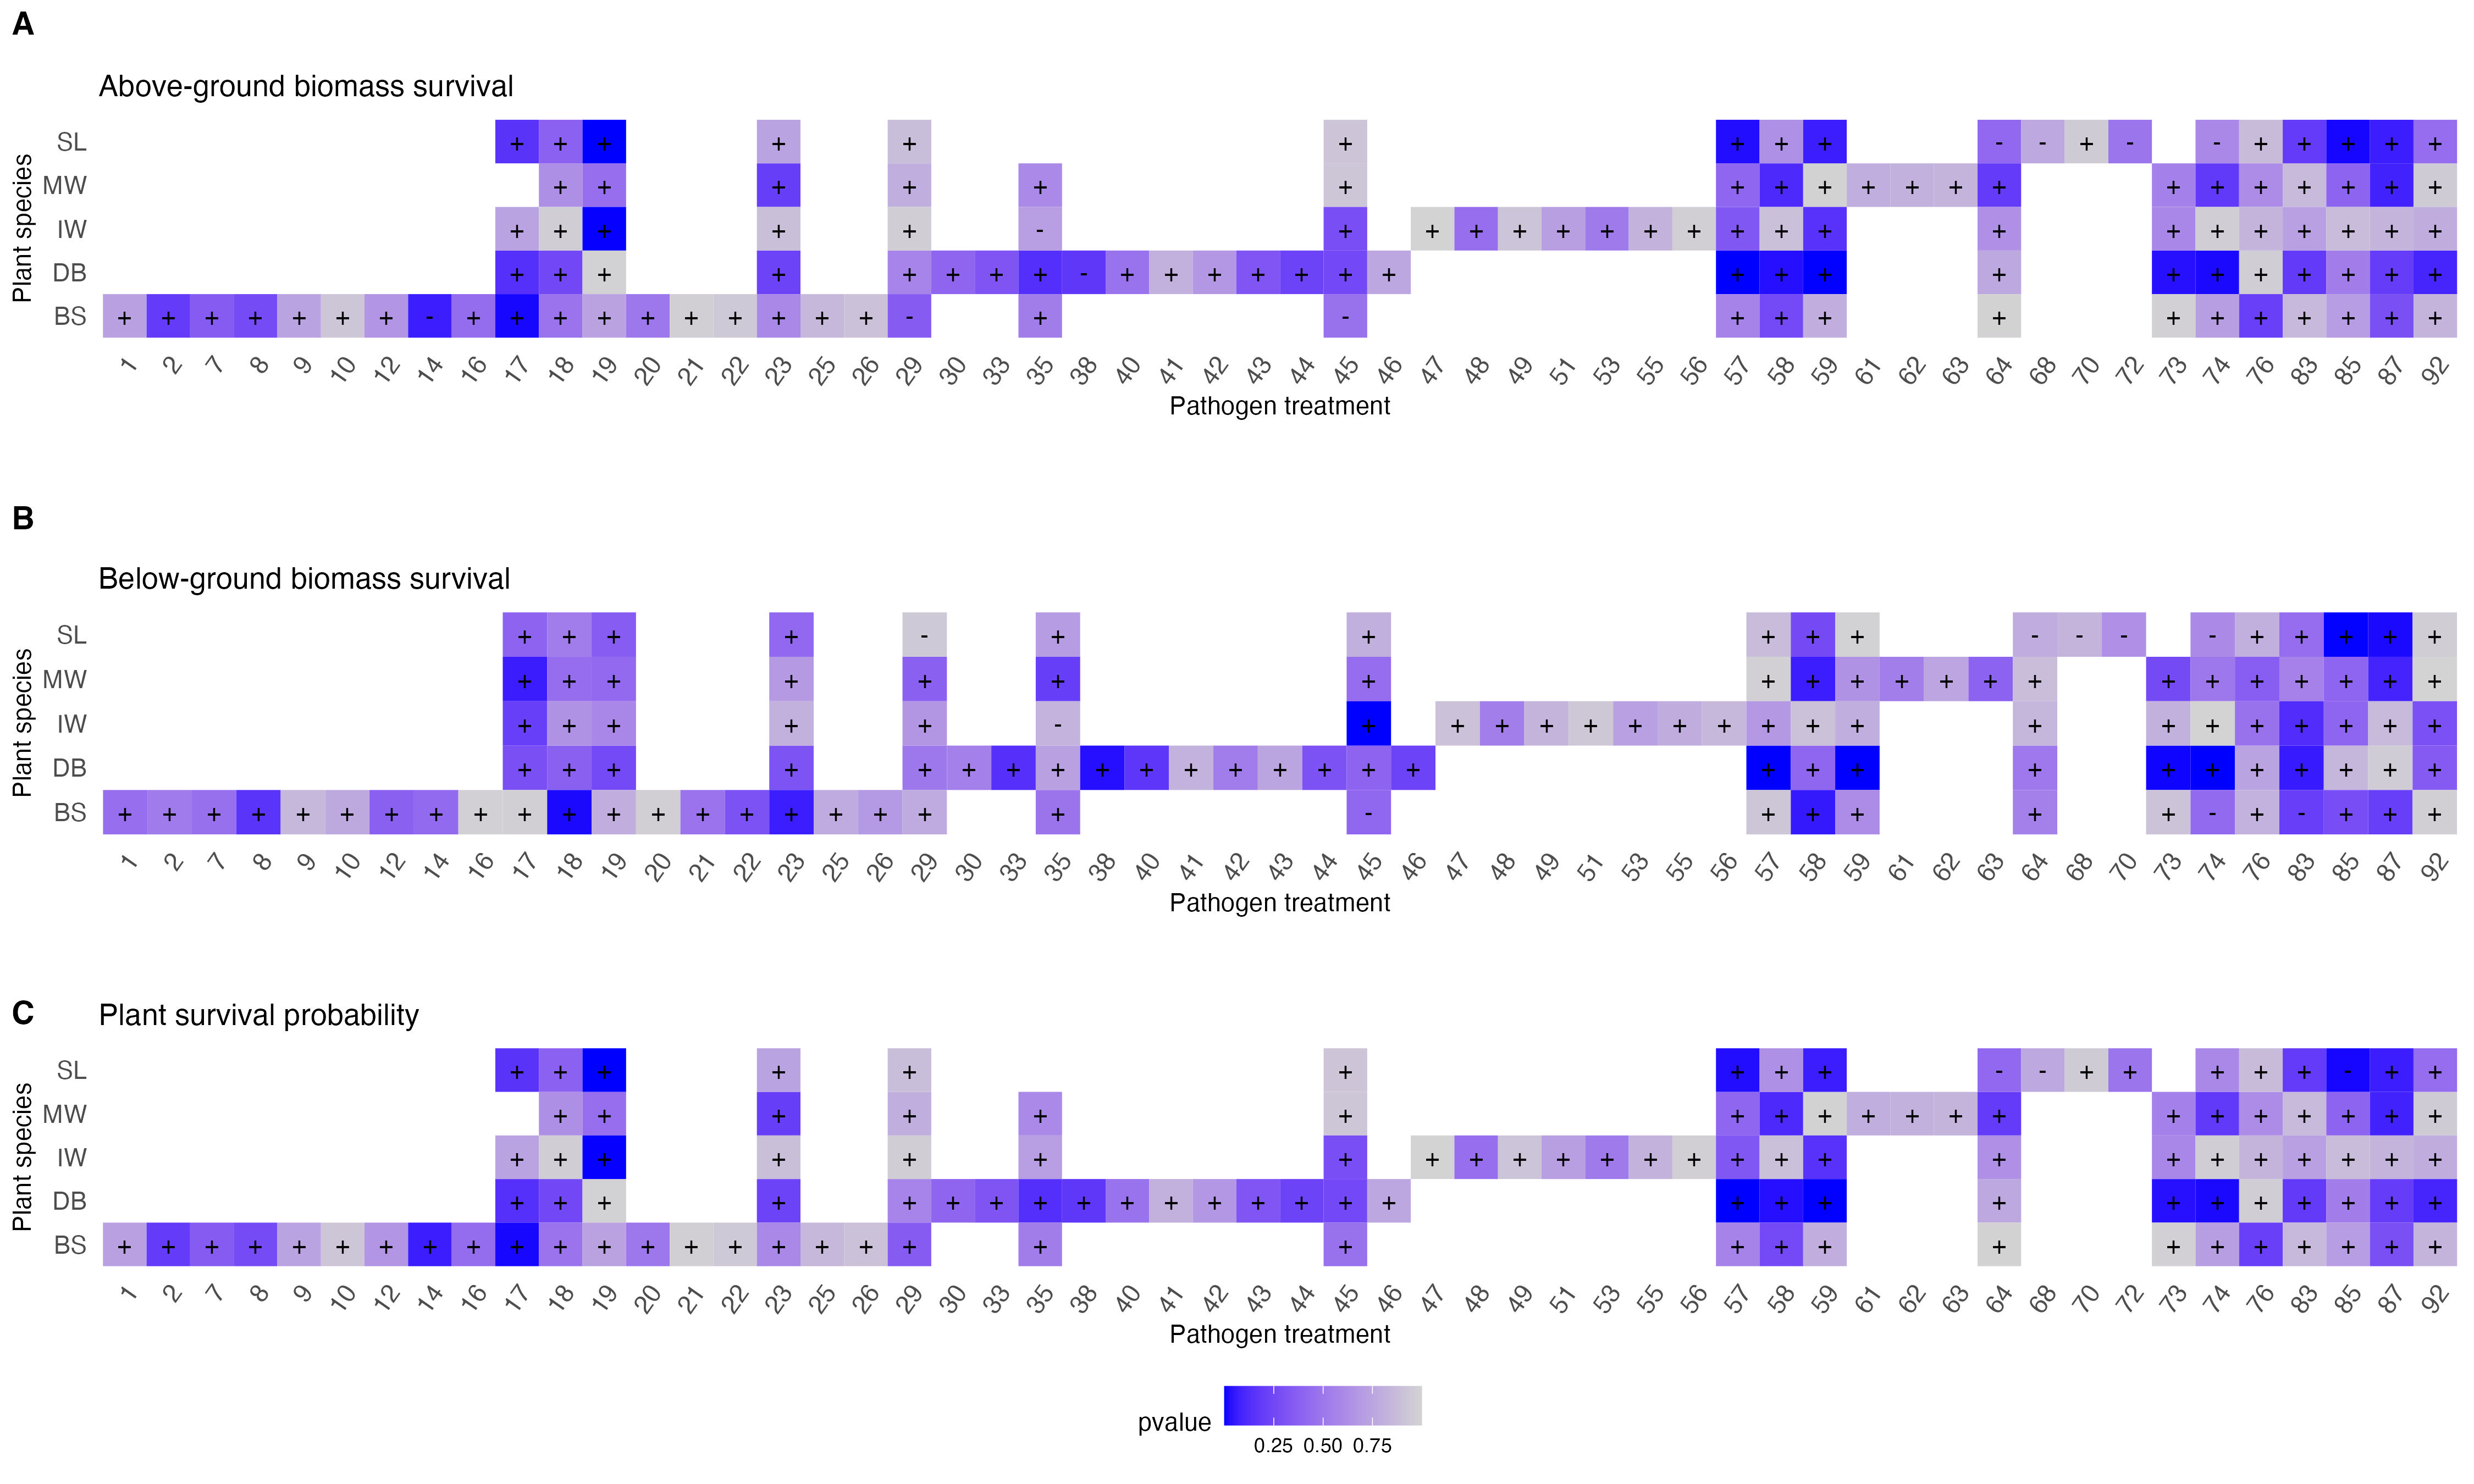 A
Above-ground biomass survival
Plant species
SL + + + + + + + + + - - + - - + + + + +
MW + + + + + + + + + + + + + + + + + + + +
IW + + + + + - + + + + + + + + + + + + + + + + + + +
DB + + + + + + + + - + + + + + + + + + + + + + + + + + +
BS + + + + + + + - + + + + + + + + + + - + - + + + + + + + + + + +
1 2 7 8 9 10 12 14 16 17 18 19 20 21 22 23 25 26 29 30 33 35 38 40 41 42 43 44 45 46 47 48 49 51 53 55 56 57 58 59 61 62 63 64 68 70 72 73 74 76 83 85 87 92
Pathogen treatment
B
Below-ground biomass survival
Plant species
SL + + + + - + + + + + - - - - + + + + +
MW + + + + + + + + + + + + + + + + + + + + +
IW + + + + + - + + + + + + + + + + + + + + + + + + +
DB + + + + + + + + + + + + + + + + + + + + + + + + + + +
BS + + + + + + + + + + + + + + + + + + + + - + + + + + - + - + + +
1 2 7 8 9 10 12 14 16 17 18 19 20 21 22 23 25 26 29 30 33 35 38 40 41 42 43 44 45 46 47 48 49 51 53 55 56 57 58 59 61 62 63 64 68 70 73 74 76 83 85 87 92
Pathogen treatment
C
Plant survival probability
Plant species
SL + + + + + + + + + - - + + + + + - + +
MW + + + + + + + + + + + + + + + + + + + +
IW + + + + + + + + + + + + + + + + + + + + + + + + +
DB + + + + + + + + + + + + + + + + + + + + + + + + + + +
BS + + + + + + + + + + + + + + + + + + + + + + + + + + + + + + + +
1 2 7 8 9 10 12 14 16 17 18 19 20 21 22 23 25 26 29 30 33 35 38 40 41 42 43 44 45 46 47 48 49 51 53 55 56 57 58 59 61 62 63 64 68 70 72 73 74 76 83 85 87 92
Pathogen treatment
pvalue
0.25 0.50 0.75